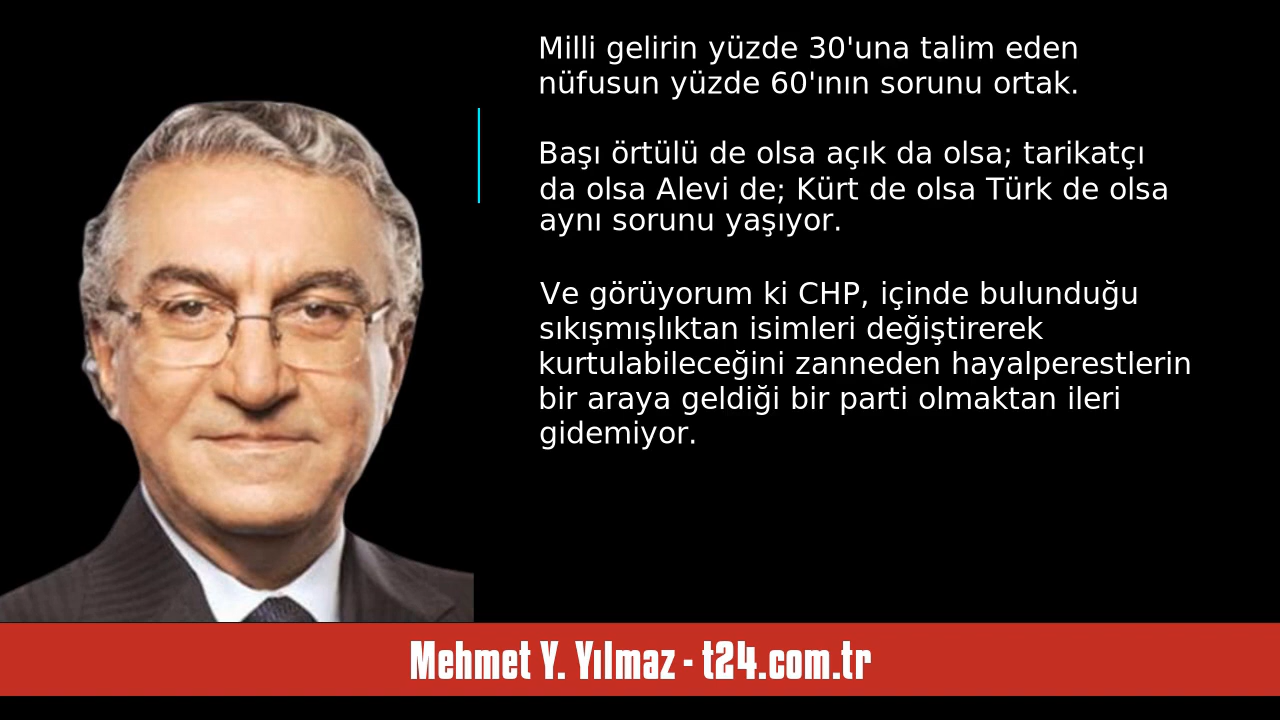 Milli gelirin yüzde 30'una talim eden
nüfusun yüzde 60'ının sorunu ortak.
Başı örtülü de olsa açık da olsa; tarikatçı
da olsa Alevi de; Kürt de olsa Türk de olsa
aynı sorunu yaşıyor.
Ve görüyorum ki CHP, içinde bulunduğu
sıkışmışlıktan isimleri değiştirerek
kurtulabileceğini zanneden hayalperestlerin
bir araya geldiği bir parti olmaktan ileri
gidemiyor.
Mehmet Y. Yılmaz - t24.com.tr